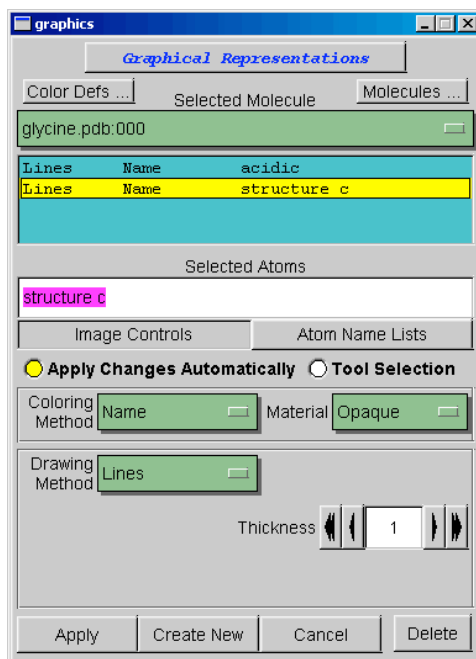 graphics
Graphical Representations
Color Defs ... Selected Molecule Molecules ...
glycine.pdb:000
Lines Name acidic
Lines Name structure c
Selected Atoms
structure c
Image Controls Atom Name Lists
Apply Changes Automatically Tool Selection
Coloring Method Name Material Opaque
Drawing Method Lines
Thickness 1
Apply Create New Cancel Delete